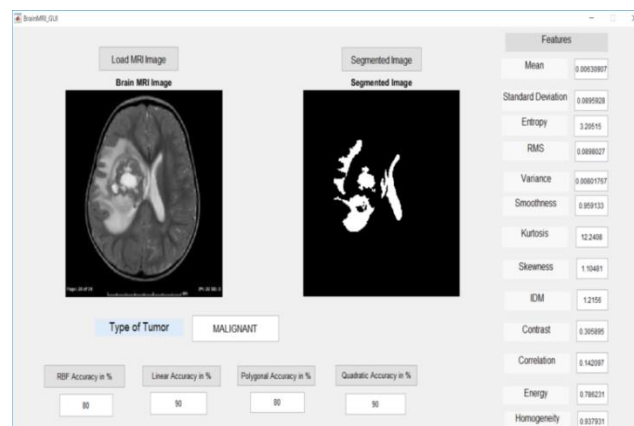 BrainMRI_GUI
Load MRI Image
Brain MRI Image
Segmented Image
Segmented Image
Type of Tumor
MALIGNANT
RBF Accuracy in %
80
Linear Accuracy in %
90
Polygonal Accuracy in %
80
Quadratic Accuracy in %
90
Features
Mean
0.00630907
Standard Deviation
Entropy
3.20515
RMS
0.0898027
Variance
0.00801767
Smoothness
0.959133
Kurtosis
12.2408
Skewness
1.10481
IDM
1.2156
Contrast
0.305895
Correlation
0.142097
Energy
0.786231
Homogeneity
0.937931